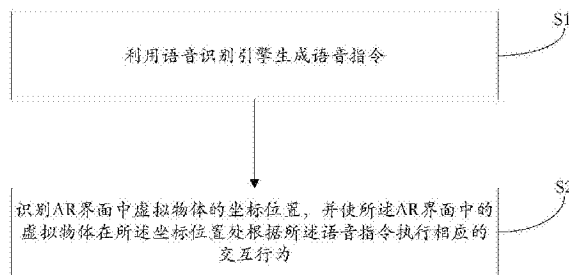 S1
利用语音识别引擎生成语音指令
S2
识别AR界面中虚拟物体的坐标位置，并使所述AR界面中的
虚拟物体在所述坐标位置处根据所述语音指令执行相应的
交互行为